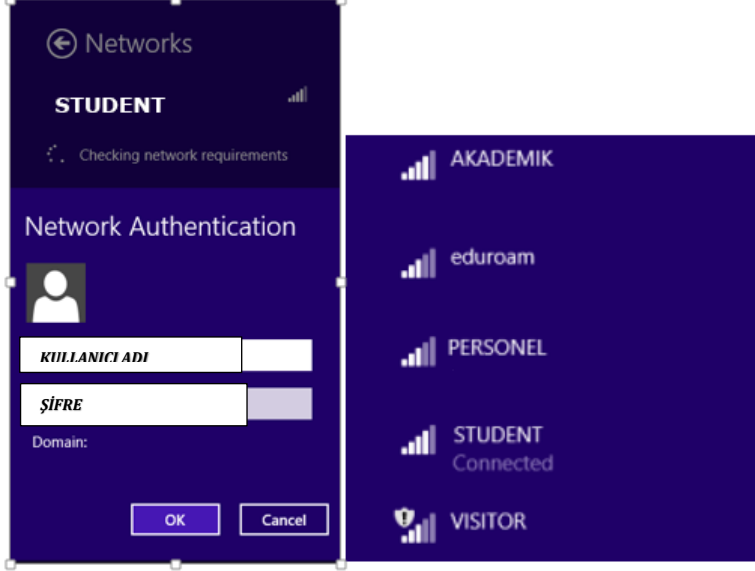 Networks
STUDENT
Checking network requirements
Network Authentication
KULLANICI ADI
ŞİFRE
Domain:
OK Cancel
AKADEMIK
eduroam
PERSONEL
STUDENT
Connected
VISITOR